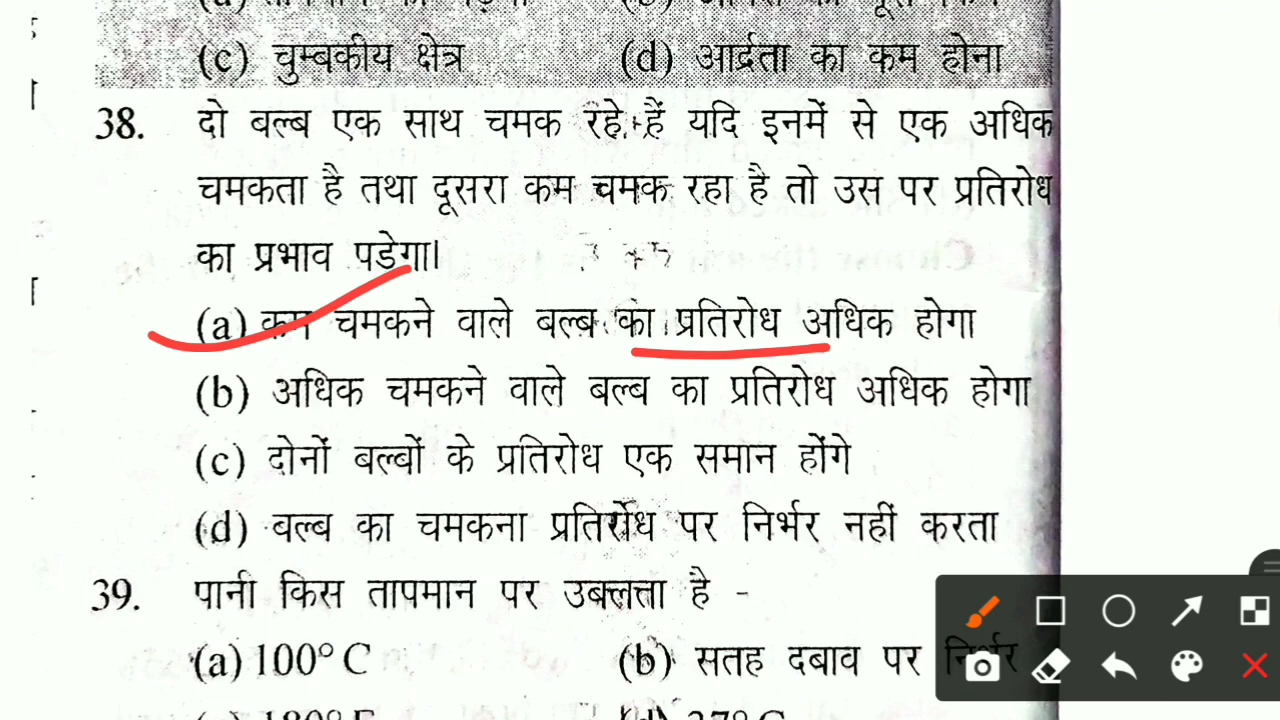 (c) चुम्बकीय क्षेत्र (d) आर्द्रता का कम होना
38. दो बल्ब एक साथ चमक रहे हैं यदि इनमें से एक अधिक
चमकता है तथा दूसरा कम चमक रहा है तो उस पर प्रतिरोध
का प्रभाव पडेगा।
(a) कम चमकने वाले बल्ब का प्रतिरोध अधिक होगा
(b) अधिक चमकने वाले बल्ब का प्रतिरोध अधिक होगा
(c) दोनों बल्बों के प्रतिरोध एक समान होंगे
(d) बल्ब का चमकना प्रतिरोध पर निर्भर नहीं करता
39. पानी किस तापमान पर उबलता है -
(a) 100° C (b) सतह दबाव पर निर्भर